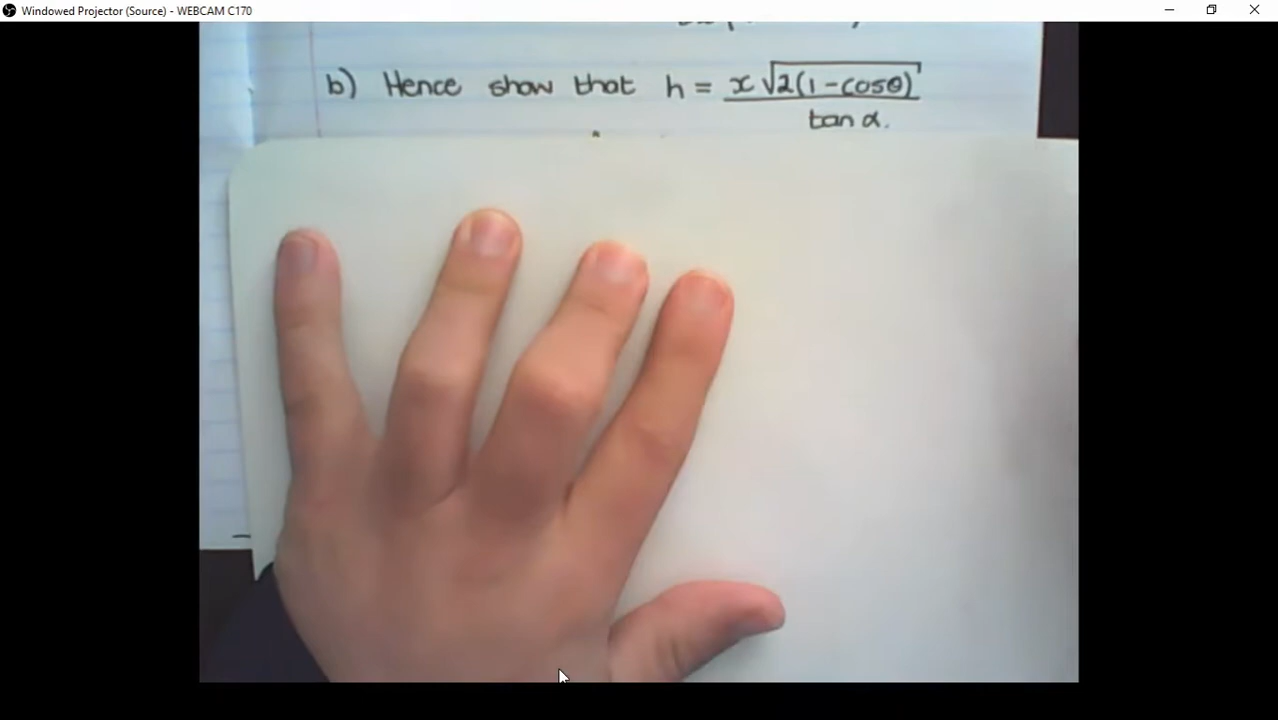 Windowed Projector (Source) - WEBCAM C170
b) Hence show that h = x√2(1-cosθ)
tan α.